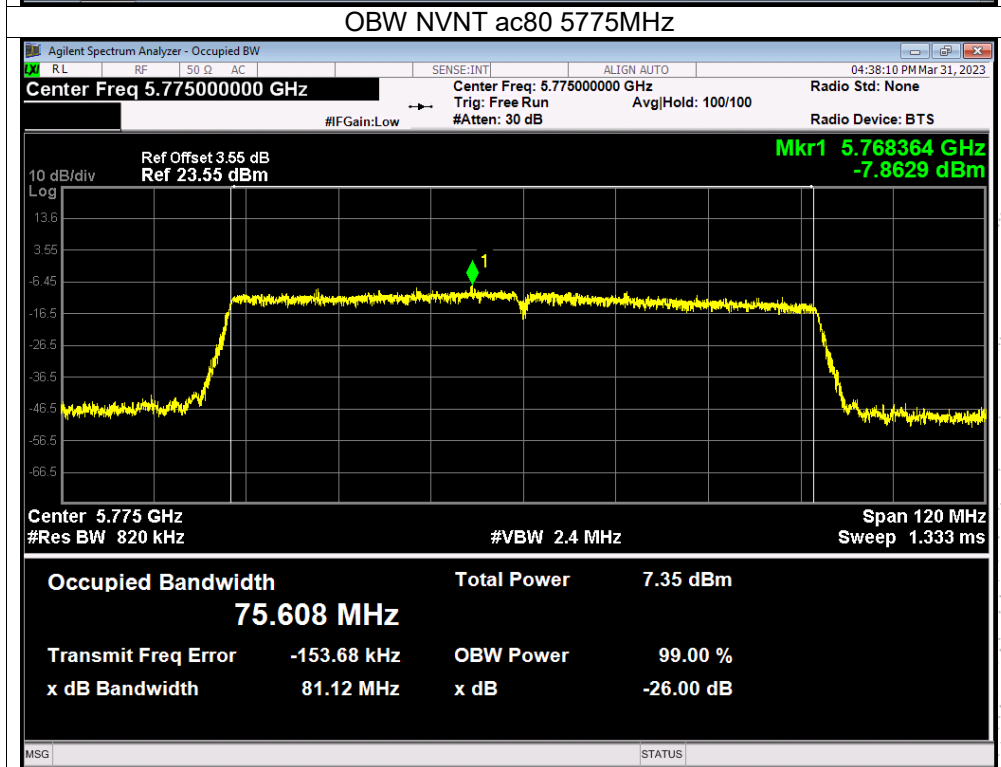 OBW NVNT ac80 5775MHz
Agilent Spectrum Analyzer - Occupied BW
LXI RL RF 50 Ω AC SENSE:INT ALIGN AUTO 04:38:10 PM Mar 31, 2023
Center Freq 5.775000000 GHz Center Freq: 5.775000000 GHz Radio Std: None
Trig: Free Run Avg|Hold: 100/100
#IFGain:Low #Atten: 30 dB Radio Device: BTS
Mkr1 5.768364 GHz
-7.8629 dBm
Ref Offset 3.55 dB
10 dB/div Ref 23.55 dBm
Log
13.6
3.55
1
-6.45
-16.5
-26.5
-36.5
-46.5
-56.5
-66.5
Center 5.775 GHz Span 120 MHz
#Res BW 820 kHz #VBW 2.4 MHz Sweep 1.333 ms
Occupied Bandwidth Total Power 7.35 dBm
75.608 MHz
Transmit Freq Error -153.68 kHz OBW Power 99.00 %
x dB Bandwidth 81.12 MHz x dB -26.00 dB
MSG STATUS